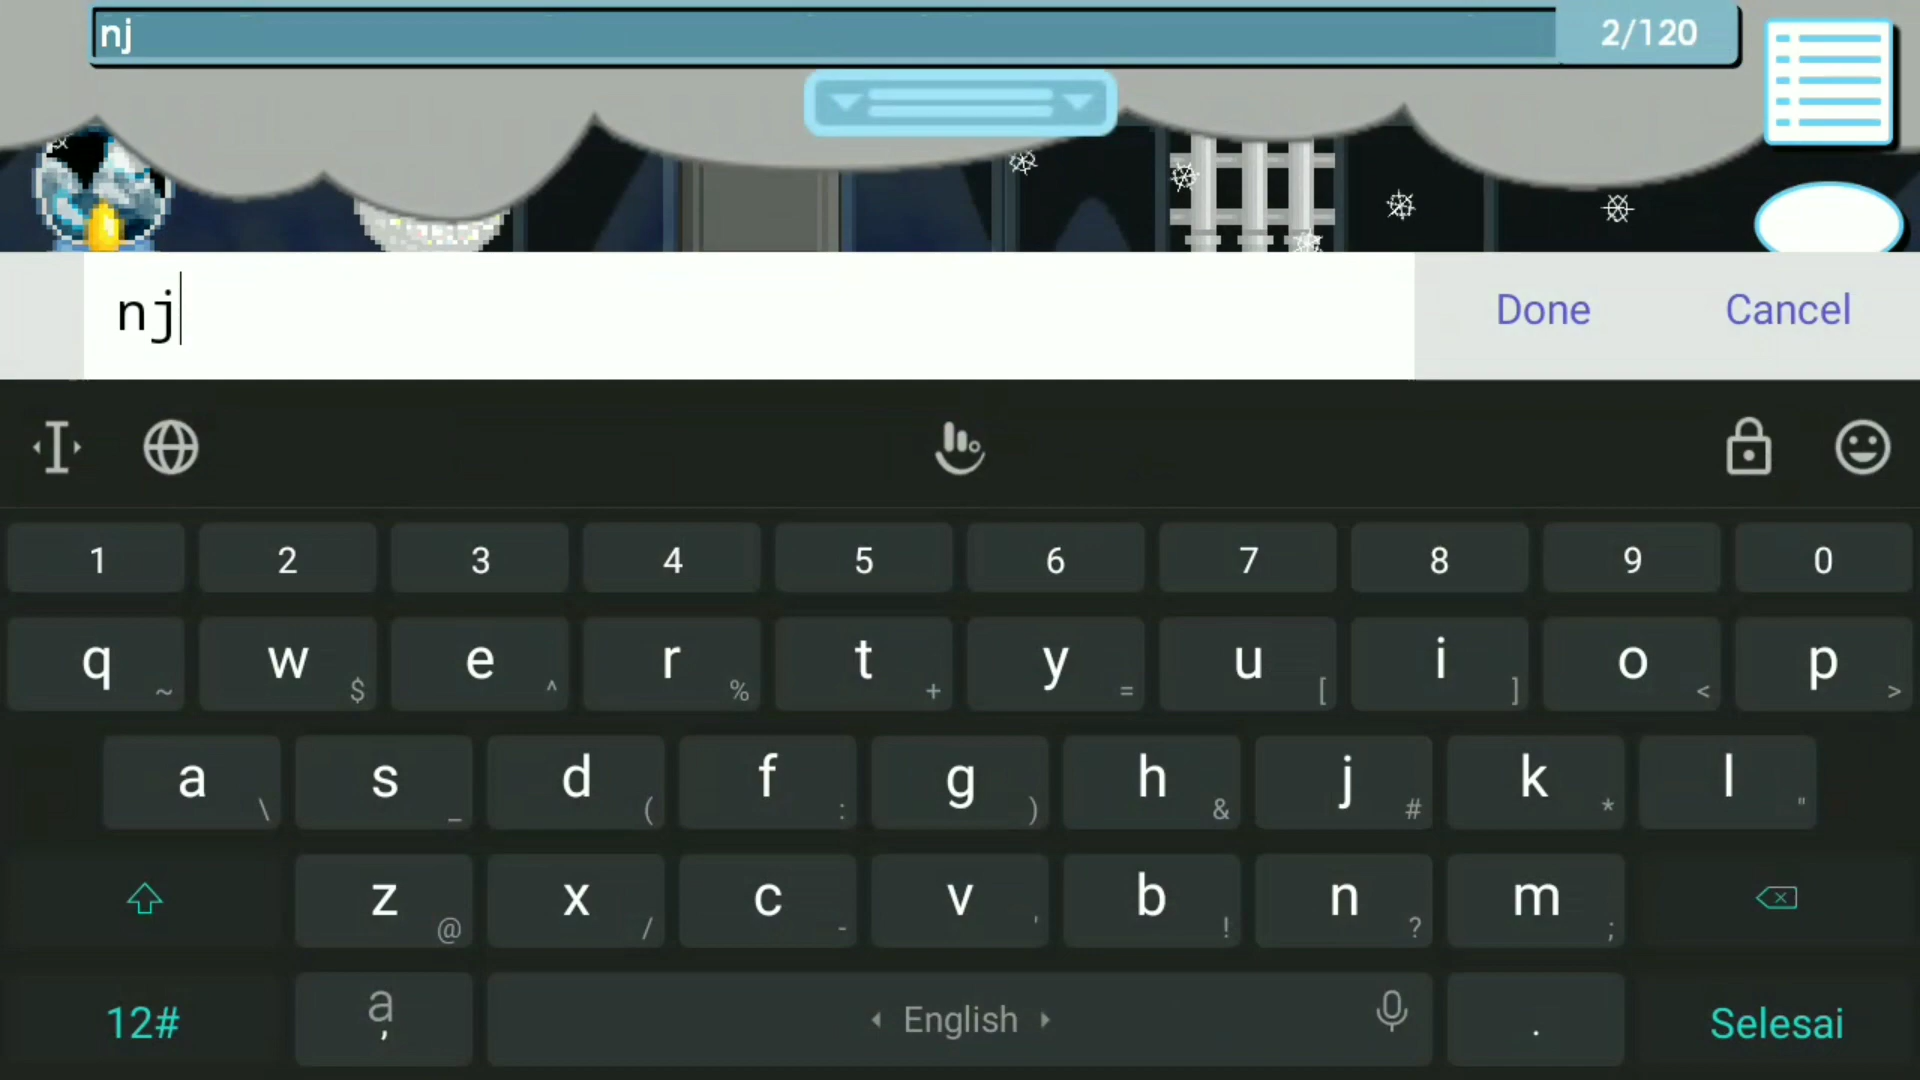 nj 2/120
nj Done Cancel
1 2 3 4 5 6 7 8 9 0
q ~ w $ e ^ r % t + y = u [ i ] o < p >
a \ s _ d ( f : g ) h & j # k * l "
z @ x / c - v ' b ! n ? m ;
12# a , English . Selesai